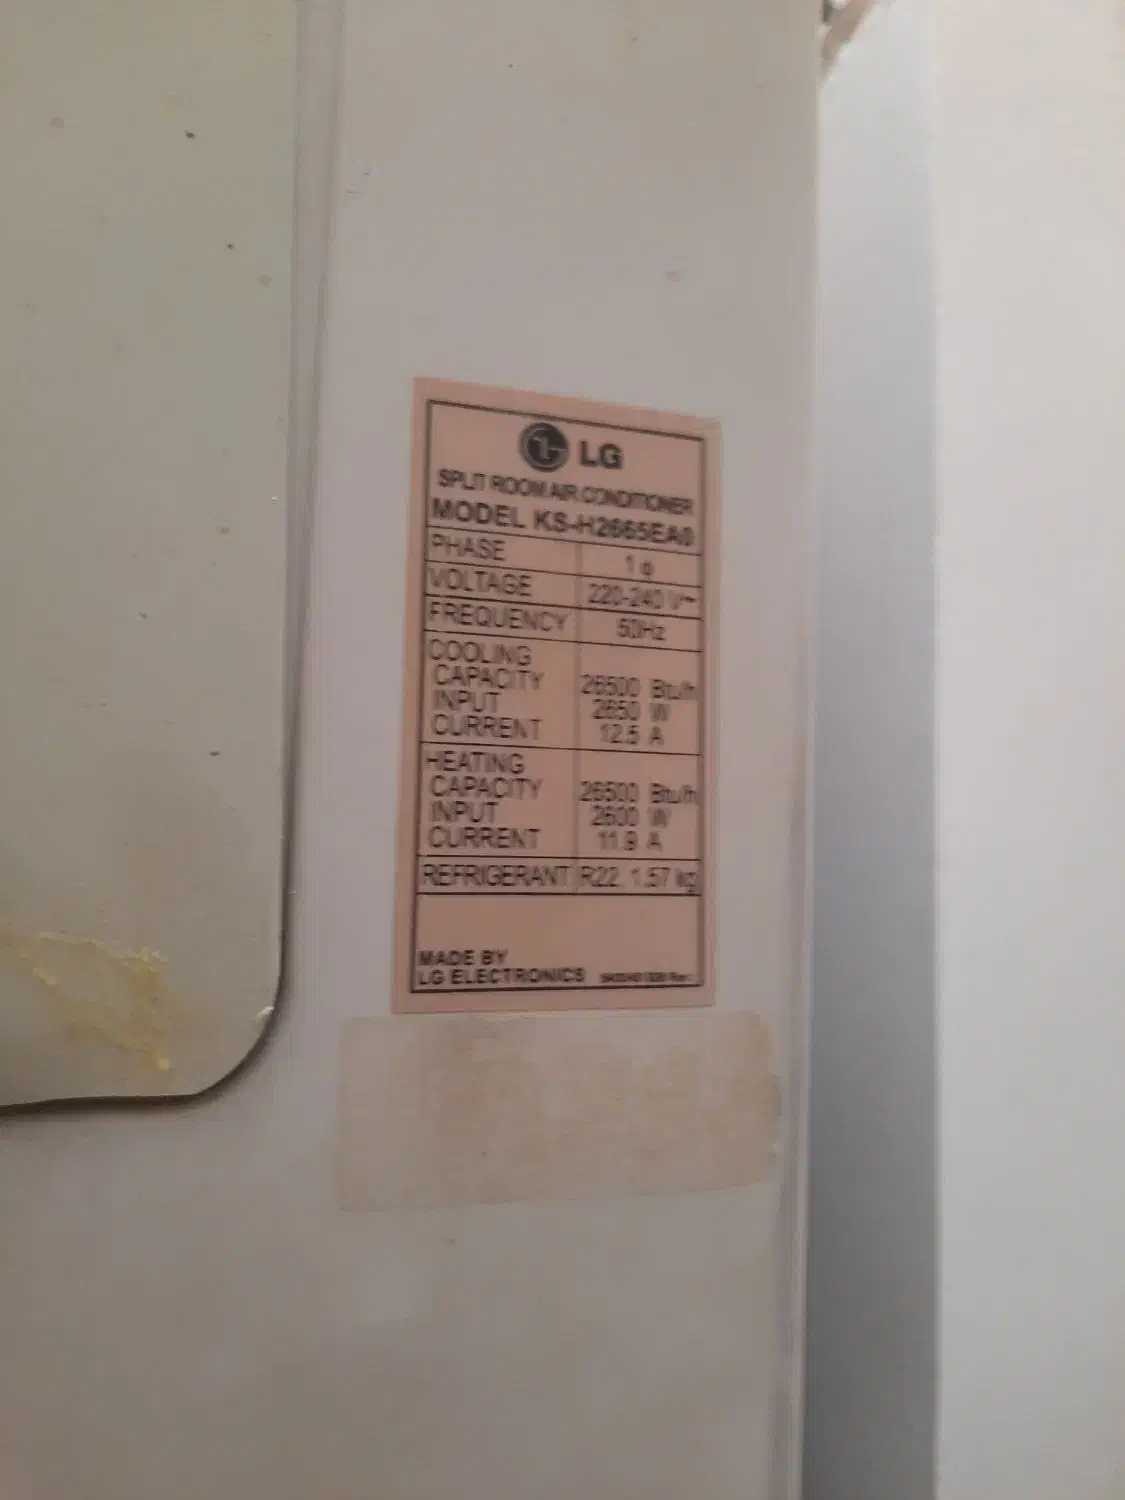 LG
SPLIT ROOM AIR CONDITIONER
MODEL KS-H2665EA0
PHASE 1 φ
VOLTAGE 220-240 V~
FREQUENCY 50Hz
COOLING
CAPACITY 26500 Btu/h
INPUT 2650 W
CURRENT 12.5 A
HEATING
CAPACITY 26500 Btu/h
INPUT 2600 W
CURRENT 11.9 A
REFRIGERANT R22, 1.57 kg
MADE BY
LG ELECTRONICS